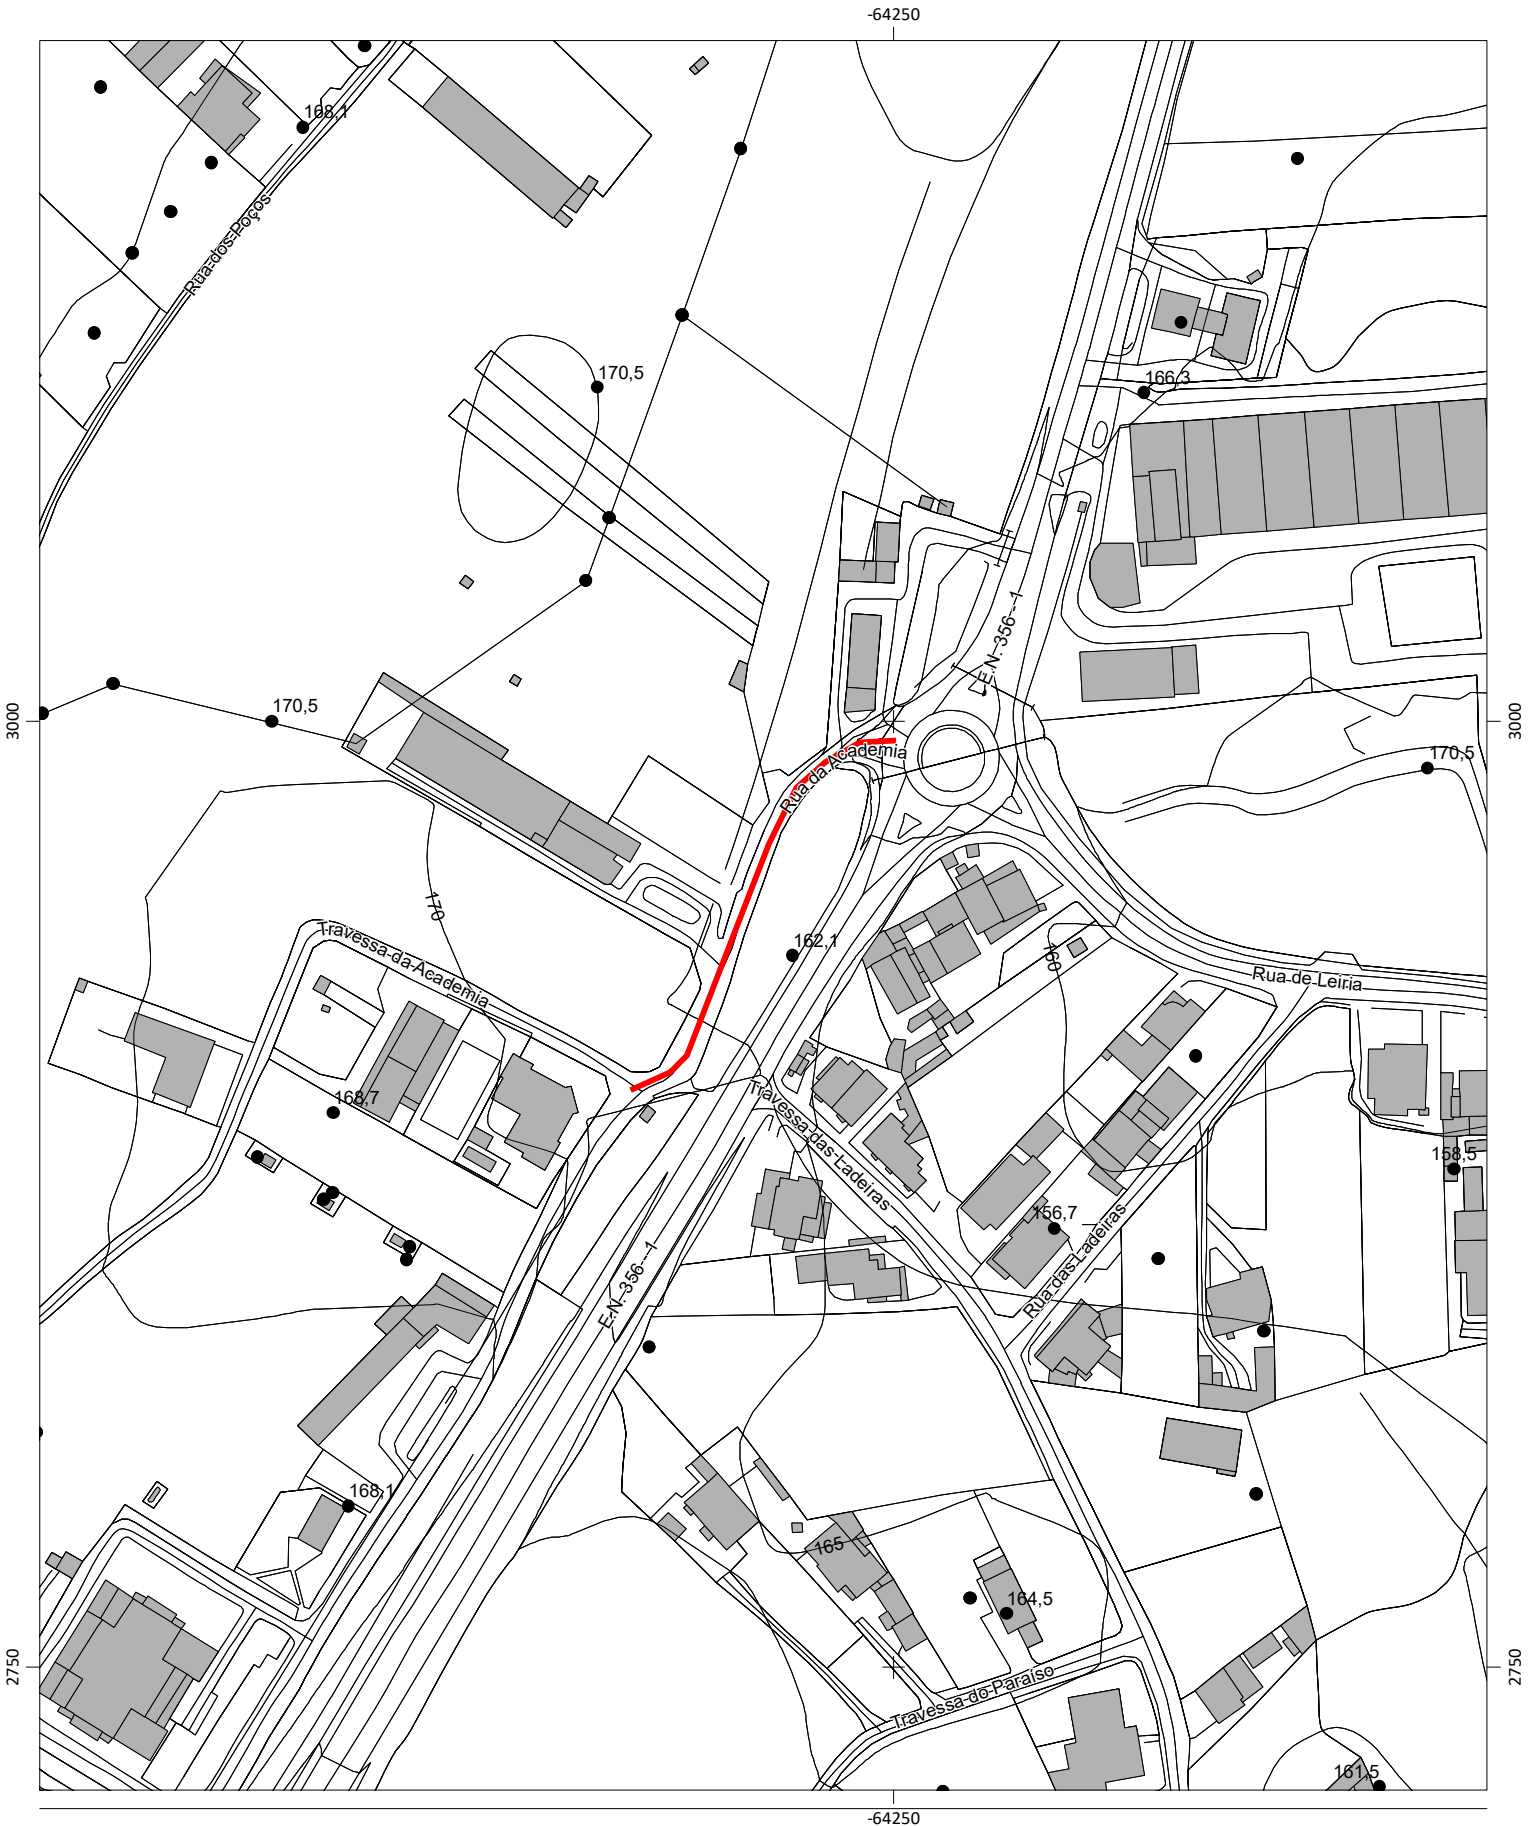 -64250
168,1
Rua dos Poços
170,5
166,3
E.N. 356 - 1
3000
170,5
3000
Rua da Academia
170,5
170
162,1
Travessa da Academia
160
Rua de Leiria
168,7
Travessa das Ladeiras
158,5
156,7
Rua das Ladeiras
E.N. 356 - 1
168,1
165
164,5
2750
2750
Travessa do Paraíso
161,5
-64250